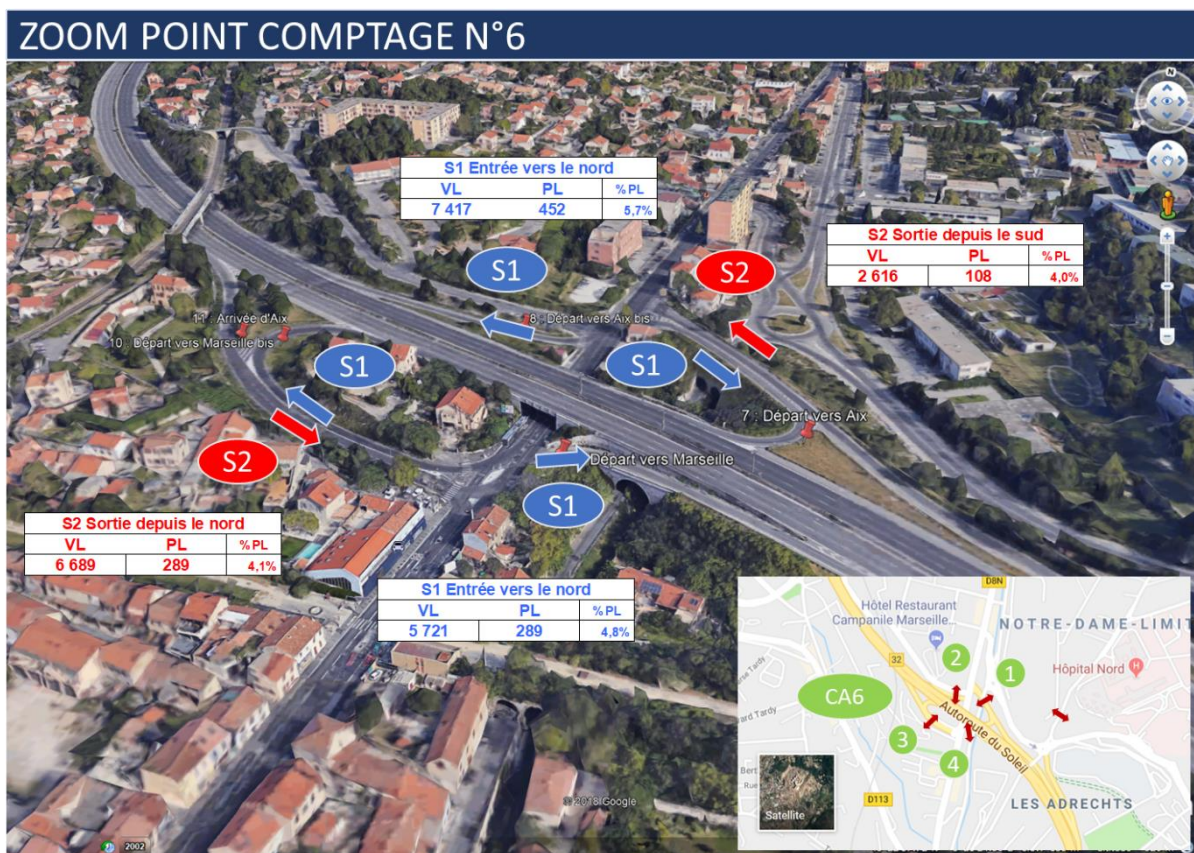 ZOOM POINT COMPTAGE N°6
N
S1 Entrée vers le nord
VL PL % PL
7 417 452 5,7%
S2 Sortie depuis le sud
VL PL % PL
2 616 108 4,0%
S1
S2
11 : Arrivée d'Aix
8 : Départ vers Aix bis
10 : Départ vers Marseille bis
S1
S1
7 : Départ vers Aix
S2
Départ vers Marseille
S1
S2 Sortie depuis le nord
VL PL % PL
6 689 289 4,1%
S1 Entrée vers le nord
VL PL % PL
5 721 289 4,8%
D8N
Hôtel Restaurant
Campanile Marseille...
NOTRE-DAME-LIMIT
32
2
1
Hôpital Nord
CA6
Autoroute du Soleil
3
4
Bert
Rue
D113
LES ADRECHTS
Satellite
© 2018 Google
2002